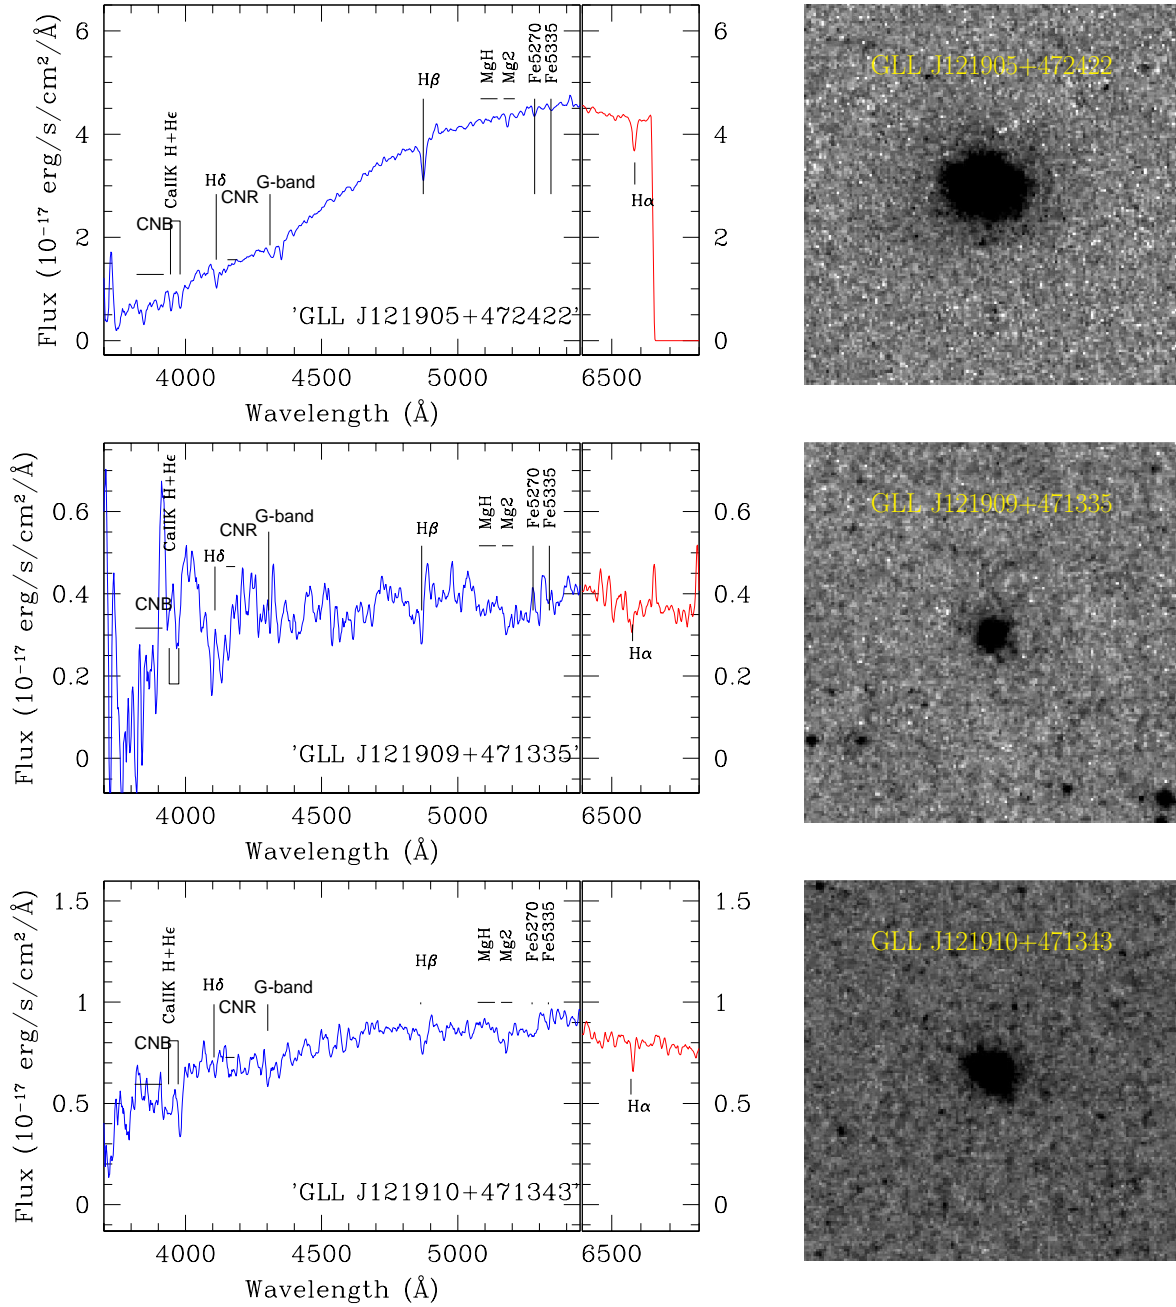 6
4
2
0
Flux (10⁻¹⁷ erg/s/cm²/Å)
CNB
CaIIK H+Hϵ
Hδ
CNR
G-band
Hβ
MgH
Mg2
Fe5270
Fe5335
Hα
6
4
2
0
'GLL J121905+472422'
4000 4500 5000 6500
Wavelength (Å)
GLL J121905+472422
0.6
0.4
0.2
0
Flux (10⁻¹⁷ erg/s/cm²/Å)
CNB
CaIIK H+Hϵ
Hδ
CNR
G-band
Hβ
MgH
Mg2
Fe5270
Fe5335
Hα
0.6
0.4
0.2
0
'GLL J121909+471335'
4000 4500 5000 6500
Wavelength (Å)
GLL J121909+471335
1.5
1
0.5
0
Flux (10⁻¹⁷ erg/s/cm²/Å)
CNB
CaIIK H+Hϵ
Hδ
CNR
G-band
Hβ
MgH
Mg2
Fe5270
Fe5335
Hα
1.5
1
0.5
0
'GLL J121910+471343'
4000 4500 5000 6500
Wavelength (Å)
GLL J121910+471343